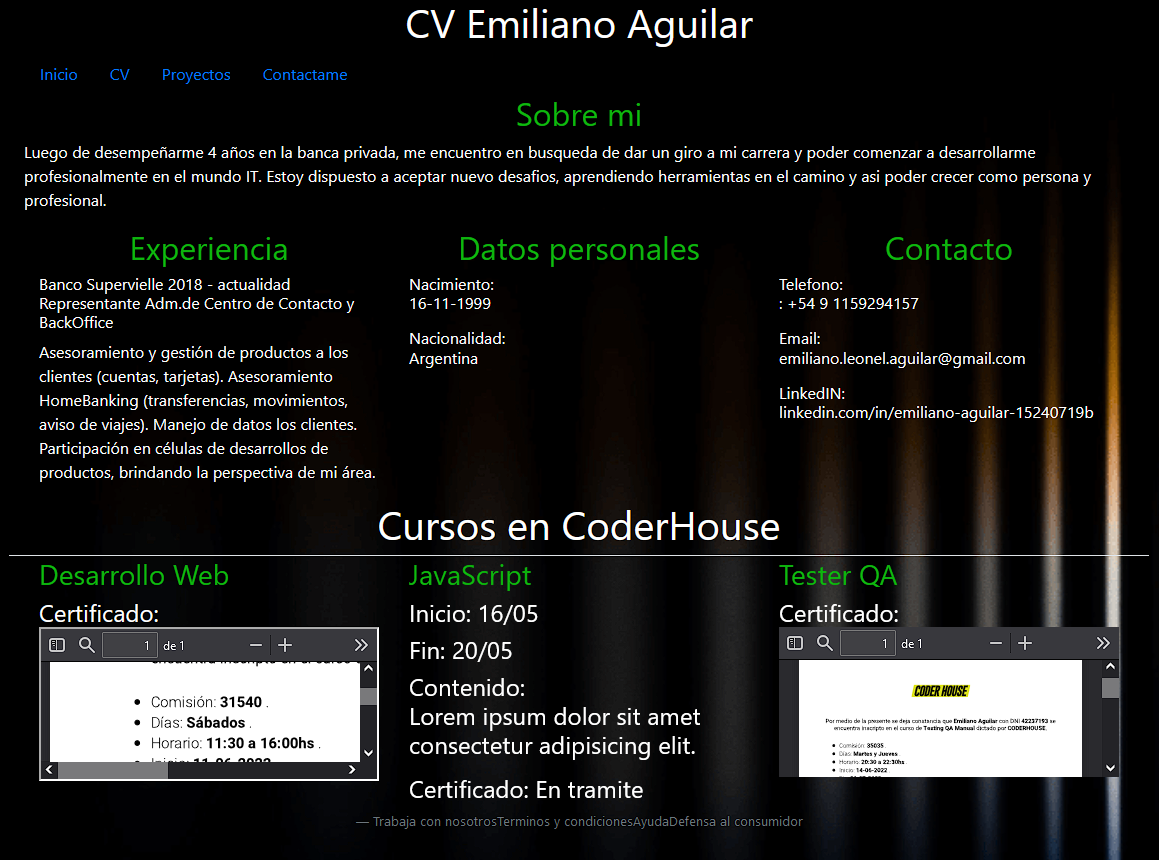 CV Emiliano Aguilar
Inicio CV Proyectos Contactame
Sobre mi
Luego de desempeñarme 4 años en la banca privada, me encuentro en busqueda de dar un giro a mi carrera y poder comenzar a desarrollarme
profesionalmente en el mundo IT. Estoy dispuesto a aceptar nuevo desafios, aprendiendo herramientas en el camino y asi poder crecer como persona y
profesional.
Experiencia
Banco Supervielle 2018 - actualidad
Representante Adm.de Centro de Contacto y
BackOffice
Asesoramiento y gestión de productos a los
clientes (cuentas, tarjetas). Asesoramiento
HomeBanking (transferencias, movimientos,
aviso de viajes). Manejo de datos los clientes.
Participación en células de desarrollos de
productos, brindando la perspectiva de mi área.
Datos personales
Nacimiento:
16-11-1999
Nacionalidad:
Argentina
Contacto
Telefono:
: +54 9 1159294157
Email:
emiliano.leonel.aguilar@gmail.com
LinkedIN:
linkedin.com/in/emiliano-aguilar-15240719b
Cursos en CoderHouse
Desarrollo Web
Certificado:
1 de 1
encuentra inscripto en el curso
• Comisión: 31540 .
• Días: Sábados .
• Horario: 11:30 a 16:00hs .
• Inicio: 11-06-2022
JavaScript
Inicio: 16/05
Fin: 20/05
Contenido:
Lorem ipsum dolor sit amet
consectetur adipisicing elit.
Certificado: En tramite
Tester QA
Certificado:
1 de 1
CODER HOUSE
Por medio de la presente se deja constancia que Emiliano Aguilar con DNI 42237193 se
encuentra inscripto en el curso de Testing QA Manual dictado por CODERHOUSE.
• Comisión: 35035 .
• Días: Martes y Jueves .
• Horario: 20:30 a 22:30hs .
• Inicio: 14-06-2022
— Trabaja con nosotrosTerminos y condicionesAyudaDefensa al consumidor